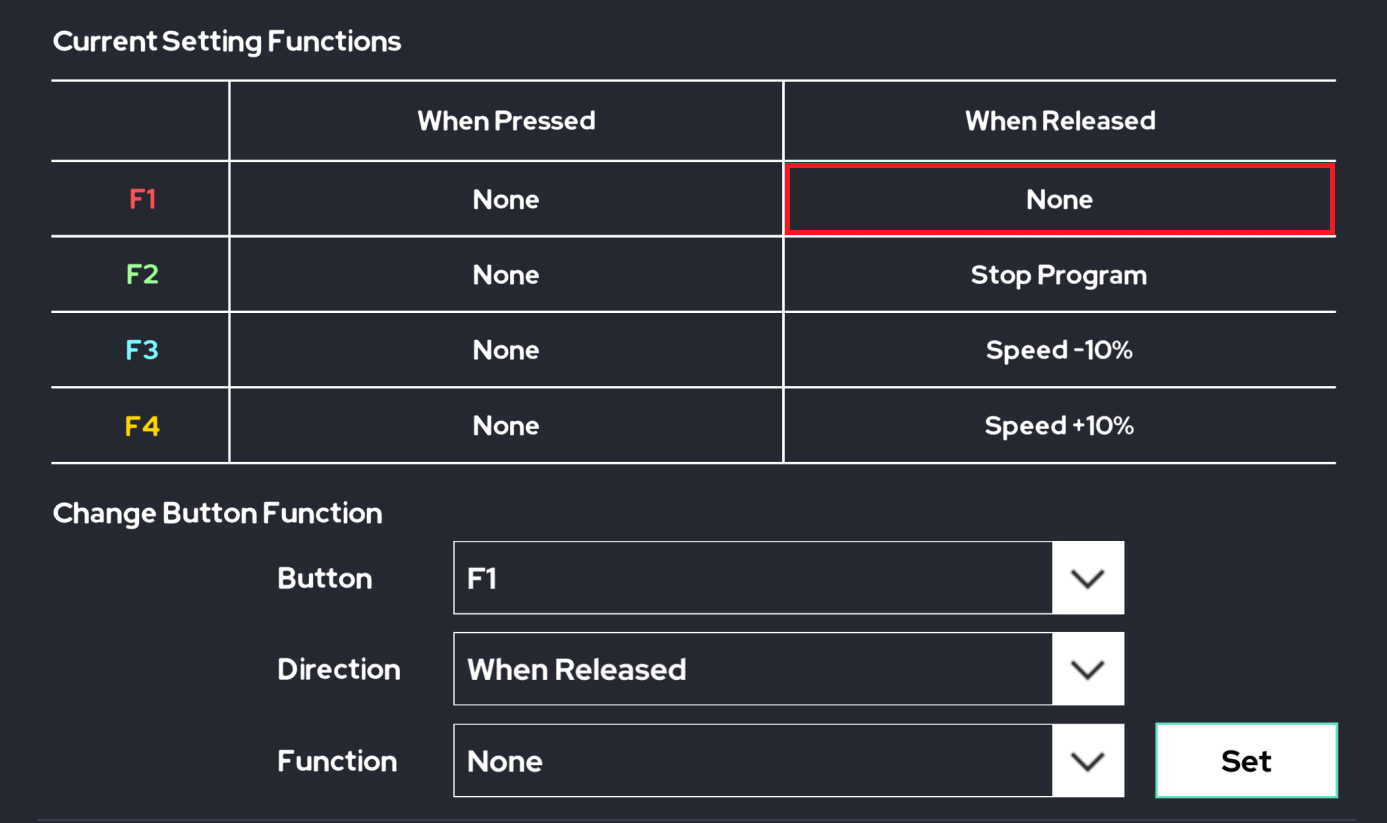 Current Setting Functions
When Pressed When Released
F1 None None
F2 None Stop Program
F3 None Speed -10%
F4 None Speed +10%
Change Button Function
Button F1
Direction When Released
Function None Set